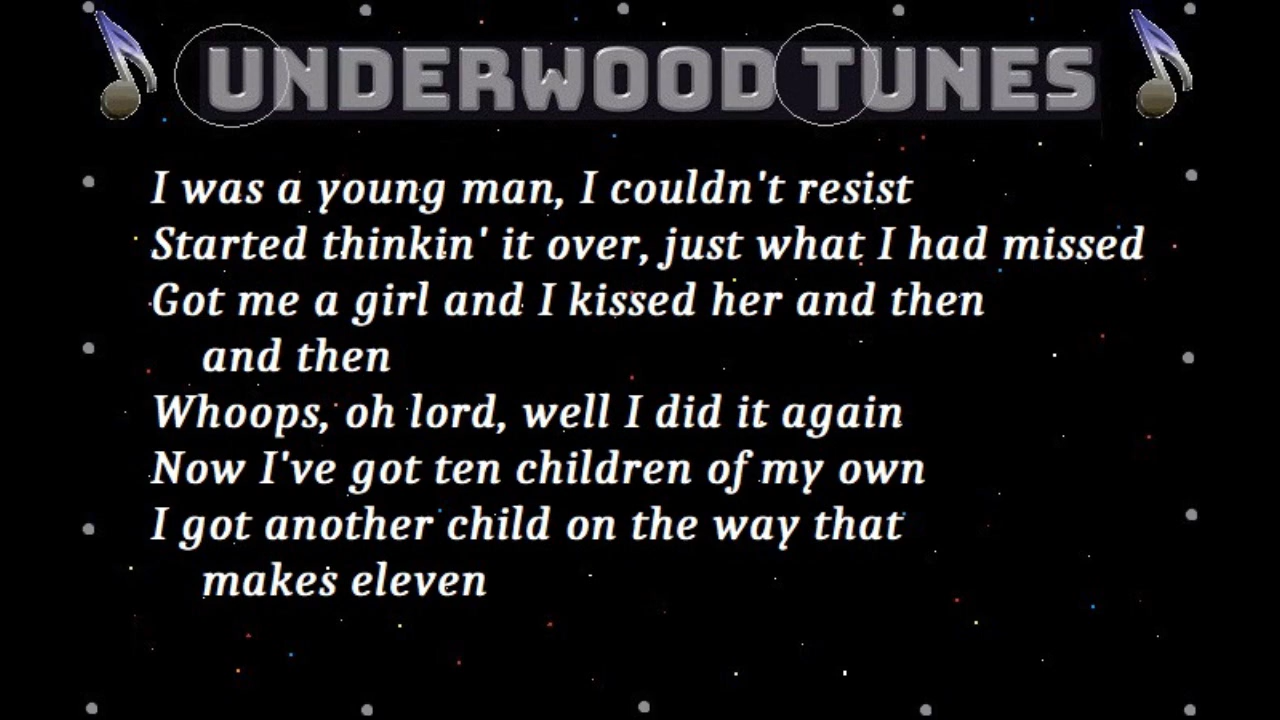 UNDERWOOD TUNES
I was a young man, I couldn't resist
Started thinkin' it over, just what I had missed
Got me a girl and I kissed her and then
and then
Whoops, oh lord, well I did it again
Now I've got ten children of my own
I got another child on the way that
makes eleven